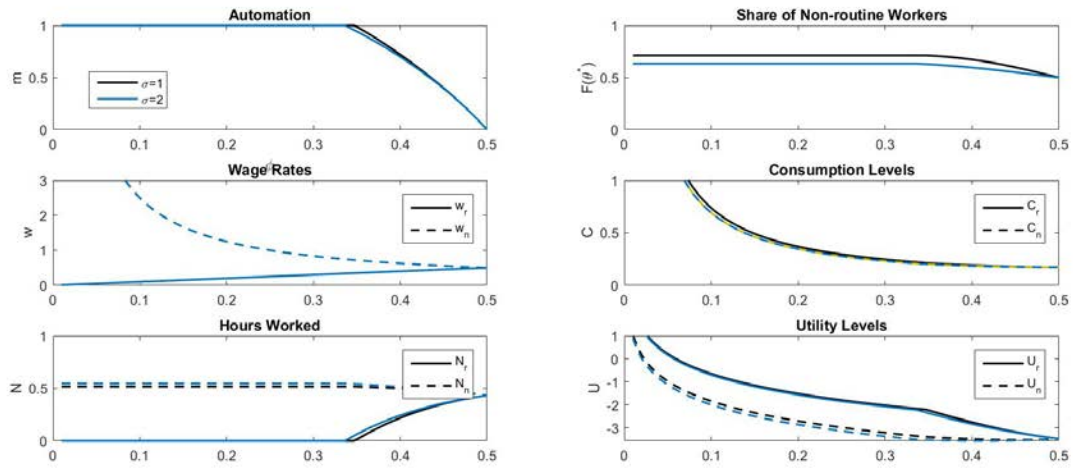 Automation
1
0.5
0
m
σ=1
σ=2
0 0.1 0.2 0.3 0.4 0.5
Share of Non-routine Workers
1
0.5
0
F(θ*)
0 0.1 0.2 0.3 0.4 0.5
ϕ
Wage Rates
3
2
1
0
w
w_r
w_n
0 0.1 0.2 0.3 0.4 0.5
Consumption Levels
1
0.5
0
C
C_r
C_n
0 0.1 0.2 0.3 0.4 0.5
Hours Worked
1
0.5
0
N
N_r
N_n
0 0.1 0.2 0.3 0.4 0.5
Utility Levels
0
-1
-2
-3
U
U_r
U_n
0 0.1 0.2 0.3 0.4 0.5